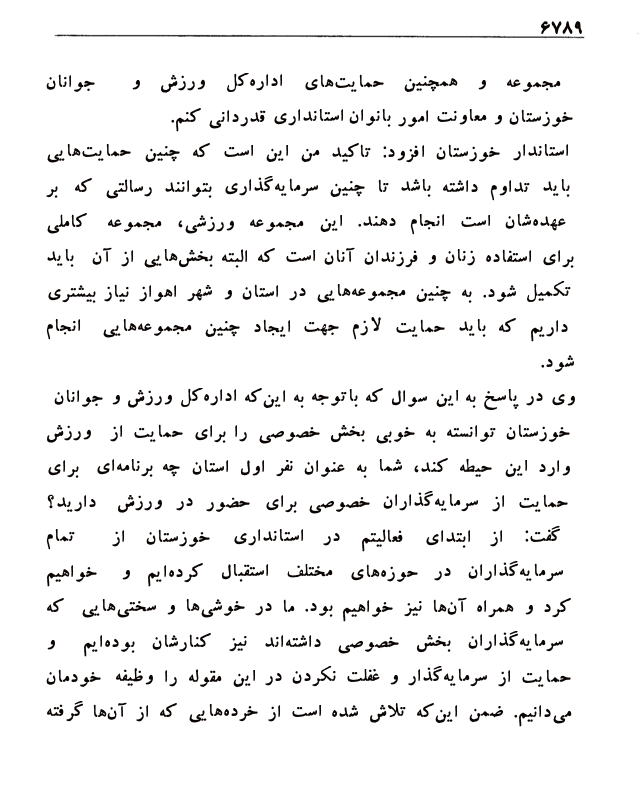 ۶۷۸۹
مجموعه و همچنین حمایت‌های اداره‌کل ورزش و جوانان
خوزستان و معاونت امور بانوان استانداری قدردانی کنم.
استاندار خوزستان افزود: تاکید من این است که چنین حمایت‌هایی
باید تداوم داشته باشد تا چنین سرمایه‌گذاری بتوانند رسالتی که بر
عهده‌شان است انجام دهند. این مجموعه ورزشی، مجموعه کاملی
برای استفاده زنان و فرزندان آنان است که البته بخش‌هایی از آن باید
تکمیل شود. به چنین مجموعه‌هایی در استان و شهر اهواز نیاز بیشتری
داریم که باید حمایت لازم جهت ایجاد چنین مجموعه‌هایی انجام
شود.
وی در پاسخ به این سوال که باتوجه به این‌که اداره‌کل ورزش و جوانان
خوزستان توانسته به خوبی بخش خصوصی را برای حمایت از ورزش
وارد این حیطه کند، شما به عنوان نفر اول استان چه برنامه‌ای برای
حمایت از سرمایه‌گذاران خصوصی برای حضور در ورزش دارید؟
گفت: از ابتدای فعالیتم در استانداری خوزستان از تمام
سرمایه‌گذاران در حوزه‌های مختلف استقبال کرده‌ایم و خواهیم
کرد و همراه آن‌ها نیز خواهیم بود. ما در خوشی‌ها و سختی‌هایی که
سرمایه‌گذاران بخش خصوصی داشته‌اند نیز کنارشان بوده‌ایم و
حمایت از سرمایه‌گذار و غفلت نکردن در این مقوله را وظیفه خودمان
می‌دانیم. ضمن این‌که تلاش شده است از خرده‌هایی که از آن‌ها گرفته